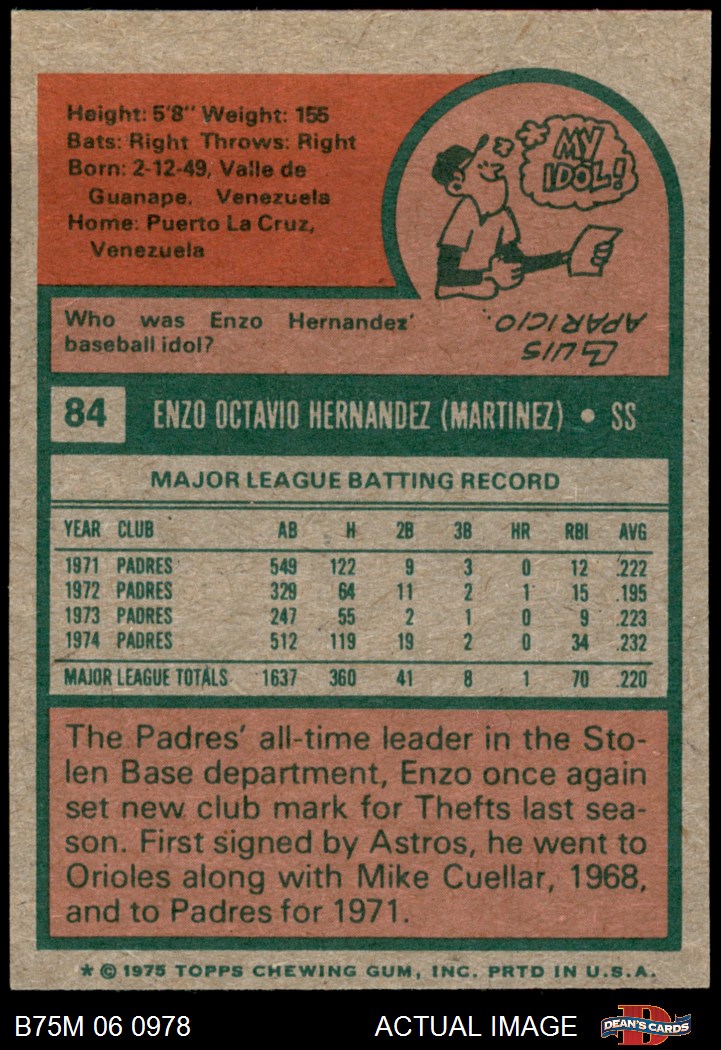 Height: 5'8" Weight: 155
Bats: Right Throws: Right
Born: 2-12-49, Valle de
Guanape, Venezuela
Home: Puerto La Cruz,
Venezuela
MY
IDOL!
Who was Enzo Hernandez'
baseball idol?
LUIS
APARICIO
84 ENZO OCTAVIO HERNANDEZ (MARTINEZ) • SS
MAJOR LEAGUE BATTING RECORD
YEAR CLUB AB H 2B 3B HR RBI AVG
1971 PADRES 549 122 9 3 0 12 .222
1972 PADRES 329 64 11 2 1 15 .195
1973 PADRES 247 55 2 1 0 9 .223
1974 PADRES 512 119 19 2 0 34 .232
MAJOR LEAGUE TOTALS 1637 360 41 8 1 70 .220
The Padres' all-time leader in the Sto-
len Base department, Enzo once again
set new club mark for Thefts last sea-
son. First signed by Astros, he went to
Orioles along with Mike Cuellar, 1968,
and to Padres for 1971.
* © 1975 TOPPS CHEWING GUM, INC. PRTD IN U.S.A.
B75M 06 0978 ACTUAL IMAGE DEAN'S CARDS